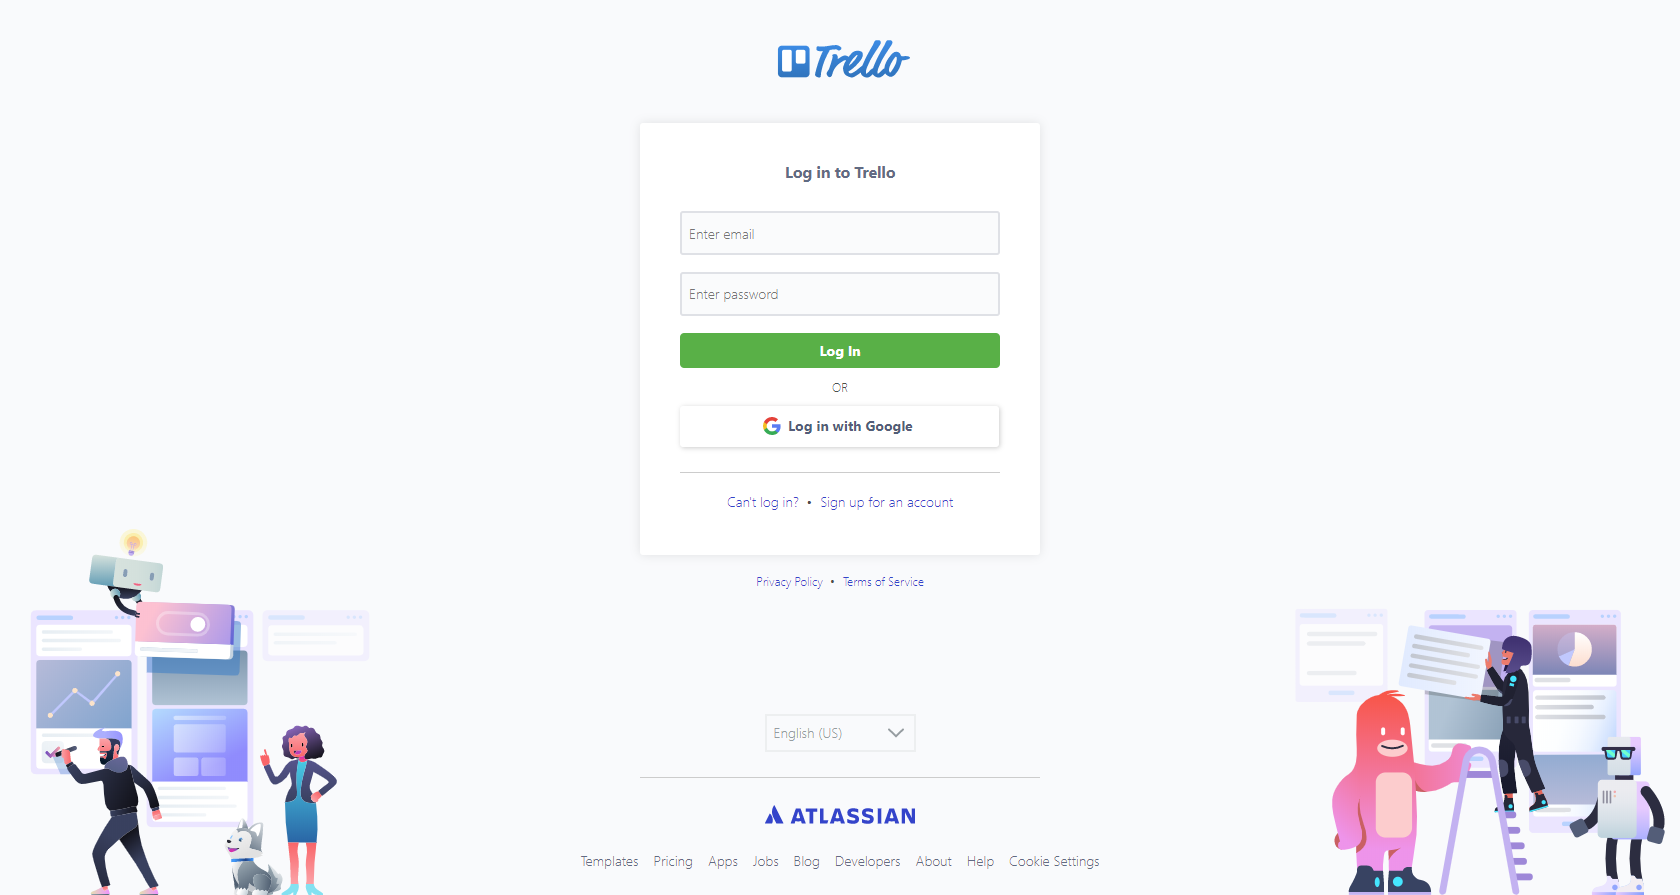 Trello
Log in to Trello
Enter email
Enter password
Log In
OR
Log in with Google
Can't log in? • Sign up for an account
Privacy Policy • Terms of Service
English (US)
ATLASSIAN
Templates Pricing Apps Jobs Blog Developers About Help Cookie Settings